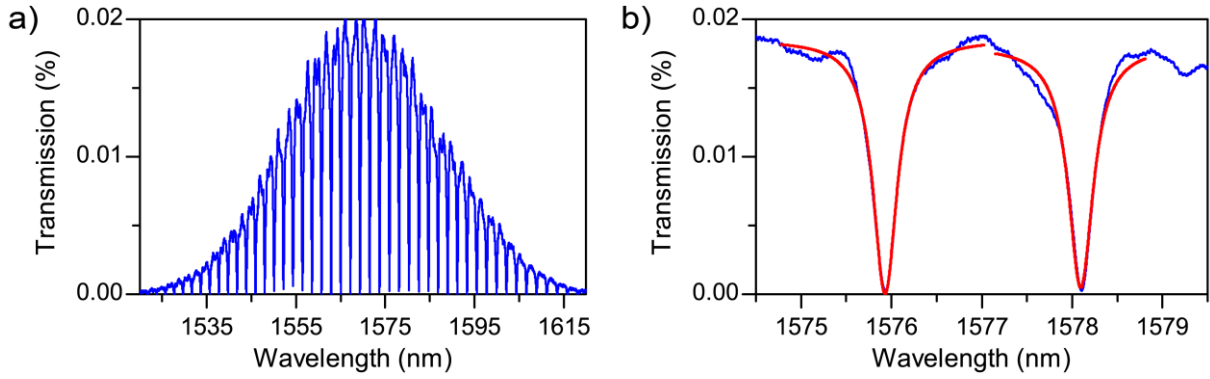 a)
Transmission (%)
0.02
0.01
0.00
1535 1555 1575 1595 1615
Wavelength (nm)
b)
Transmission (%)
0.02
0.01
0.00
1575 1576 1577 1578 1579
Wavelength (nm)